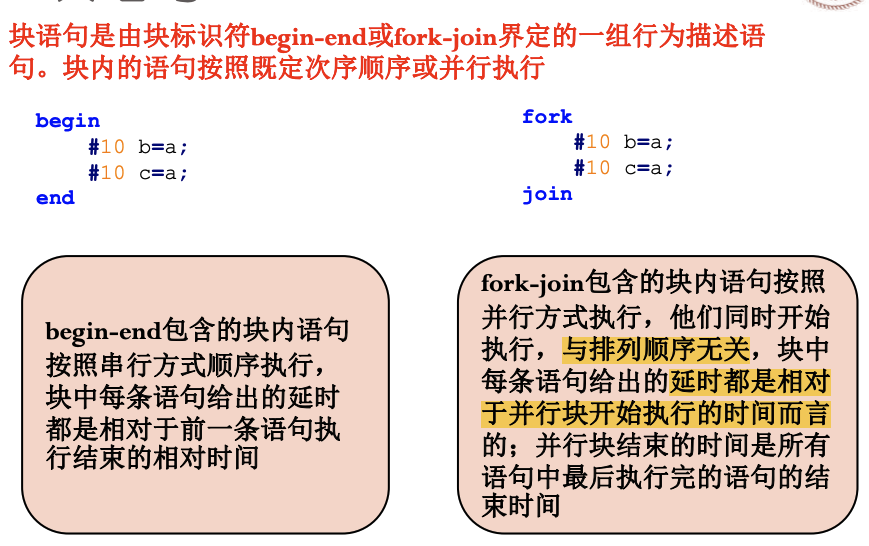 块语句是由块标识符begin-end或fork-join界定的一组行为描述语
句。块内的语句按照既定次序顺序或并行执行
begin
#10 b=a;
#10 c=a;
end
fork
#10 b=a;
#10 c=a;
join
begin-end包含的块内语句
按照串行方式顺序执行，
块中每条语句给出的延时
都是相对于前一条语句执
行结束的相对时间
fork-join包含的块内语句按照
并行方式执行，他们同时开始
执行，与排列顺序无关，块中
每条语句给出的延时都是相对
于并行块开始执行的时间而言
的；并行块结束的时间是所有
语句中最后执行完的语句的结
束时间